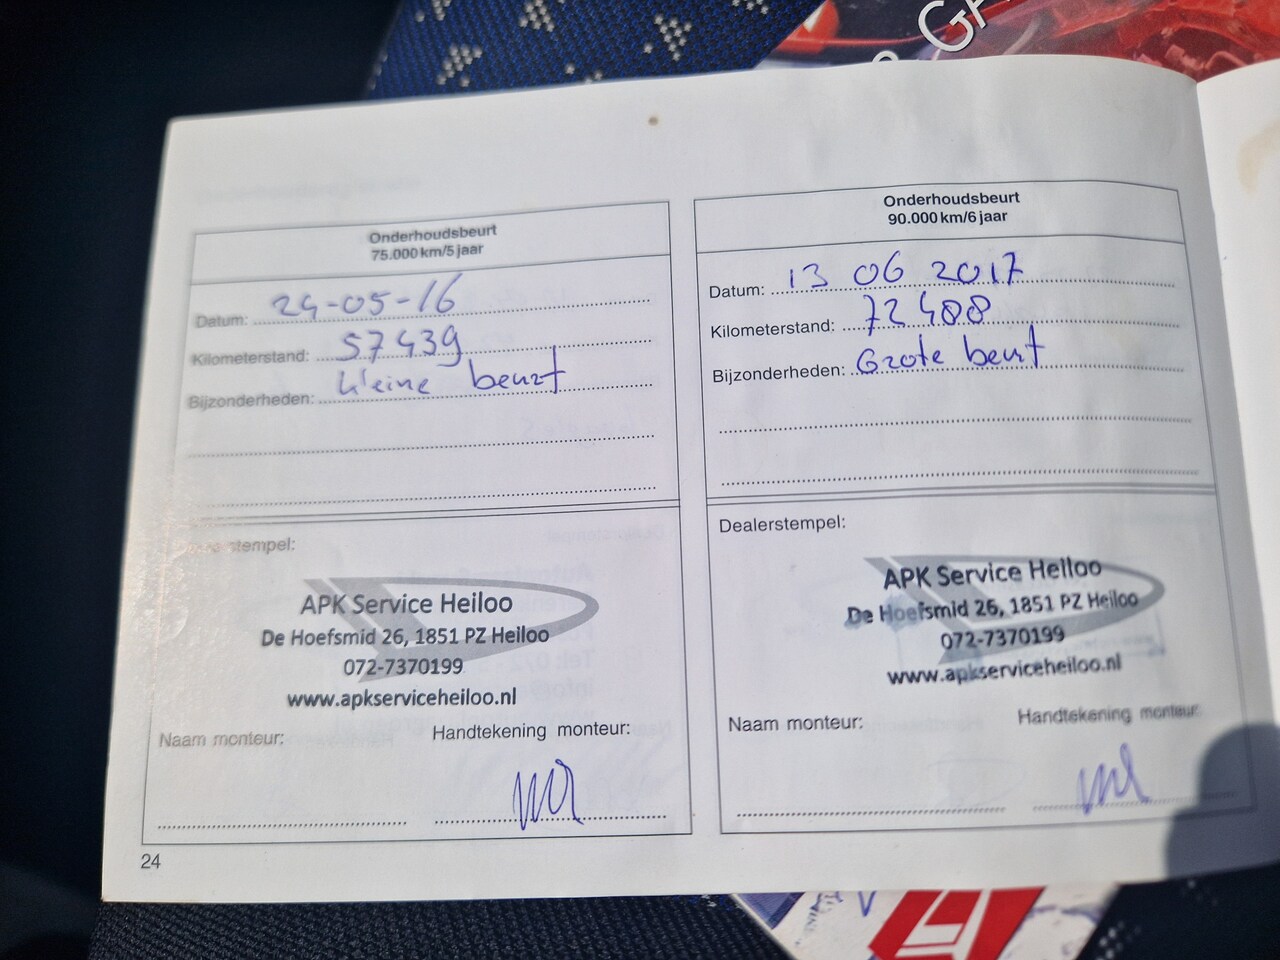 GA
Onderhoudsbeurt
75.000 km/5 jaar
Datum: 24-05-16
Kilometerstand: 57439
Bijzonderheden: kleine beurt
stempel:
APK Service Heiloo
De Hoefsmid 26, 1851 PZ Heiloo
072-7370199
www.apkserviceheiloo.nl
Naam monteur:
Handtekening monteur:
24
Onderhoudsbeurt
90.000 km/6 jaar
Datum: 13 06 2017
Kilometerstand: 72488
Bijzonderheden: Grote beurt
Dealerstempel:
APK Service Heiloo
De Hoefsmid 26, 1851 PZ Heiloo
072-7370199
www.apkserviceheiloo.nl
Naam monteur:
Handtekening monteur: